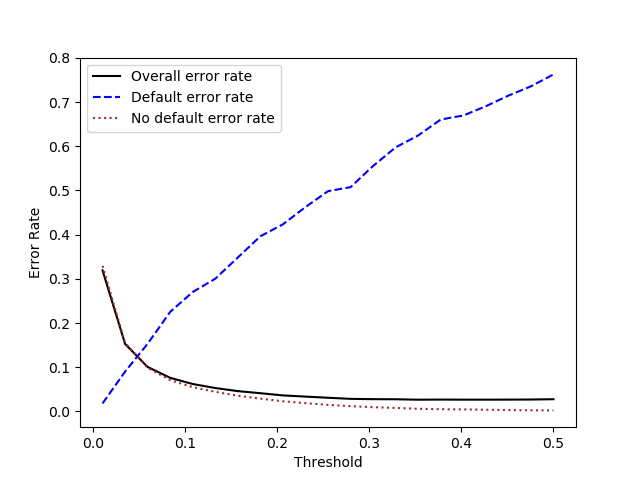 0.8
0.7
0.6
0.5
0.4
0.3
0.2
0.1
0.0
Error Rate
Overall error rate
Default error rate
No default error rate
0.0 0.1 0.2 0.3 0.4 0.5
Threshold